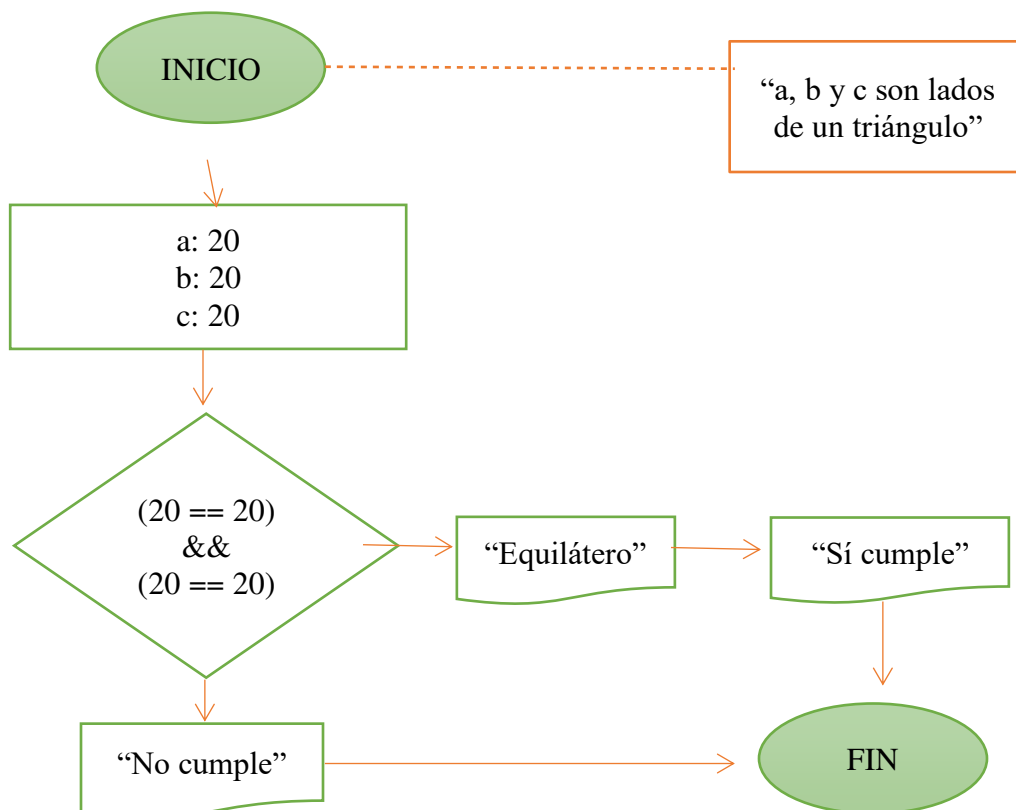 INICIO
“a, b y c son lados
de un triángulo”
a: 20
b: 20
c: 20
(20 == 20)
&&
(20 == 20)
“Equilátero”
“Sí cumple”
“No cumple”
FIN